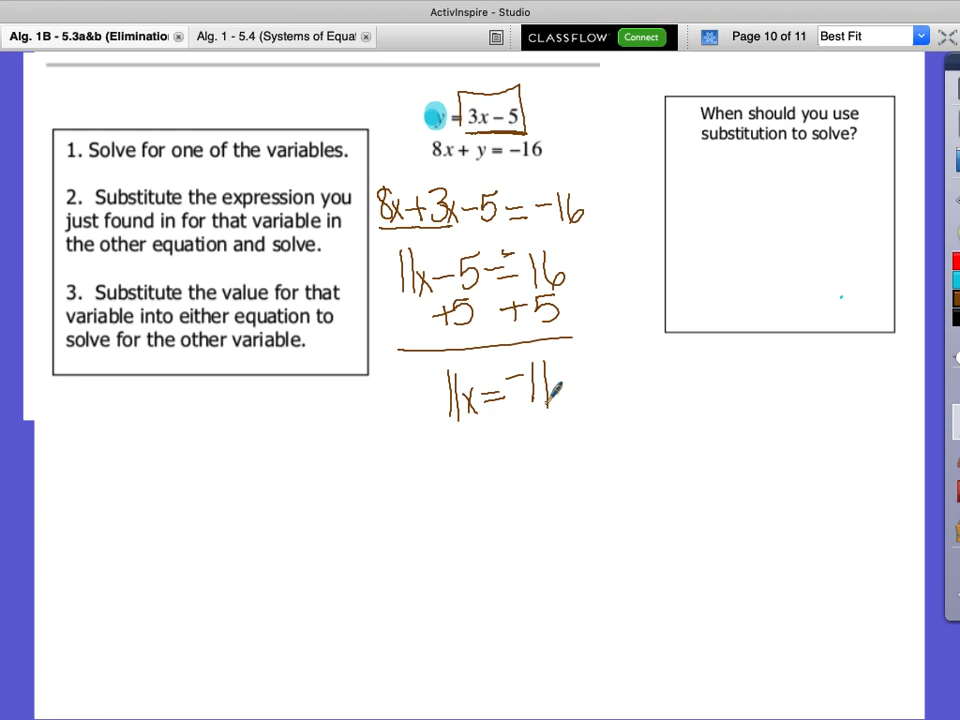 ActivInspire - Studio
Alg. 1B - 5.3a&b (Elimination
Alg. 1 - 5.4 (Systems of Equat
CLASSFLOW
Connect
Page 10 of 11
Best Fit
1. Solve for one of the variables.
2. Substitute the expression you
just found in for that variable in
the other equation and solve.
3. Substitute the value for that
variable into either equation to
solve for the other variable.
y = 3x – 5
8x + y = –16
8x+3x-5=-16
11x-5=-16
+5 +5
11x=-11
When should you use
substitution to solve?